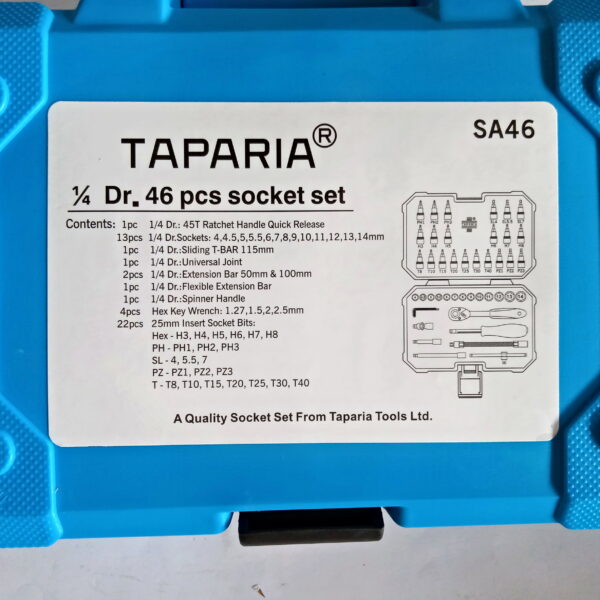 TAPARIA®
SA46
¼ Dr. 46 pcs socket set
Contents: 1pc 1/4 Dr.: 45T Ratchet Handle Quick Release
13pcs 1/4 Dr.Sockets: 4,4.5,5,5.5,6,7,8,9,10,11,12,13,14mm
1pc 1/4 Dr.:Sliding T-BAR 115mm
1pc 1/4 Dr.:Universal Joint
2pcs 1/4 Dr.:Extension Bar 50mm & 100mm
1pc 1/4 Dr.:Flexible Extension Bar
1pc 1/4 Dr.:Spinner Handle
4pcs Hex Key Wrench: 1.27,1.5,2,2.5mm
22pcs 25mm Insert Socket Bits:
Hex - H3, H4, H5, H6, H7, H8
PH - PH1, PH2, PH3
SL - 4, 5.5, 7
PZ - PZ1, PZ2, PZ3
T - T8, T10, T15, T20, T25, T30, T40
A Quality Socket Set From Taparia Tools Ltd.